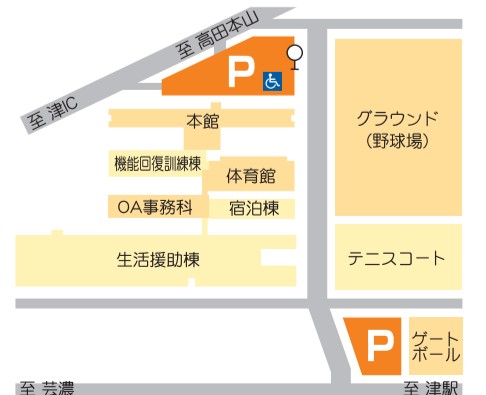 至 高田本山
P
至 津IC
本館
グラウンド
(野球場)
機能回復訓練棟
体育館
OA事務科
宿泊棟
生活援助棟
テニスコート
P
ゲート
ボール
至 芸濃
至 津駅